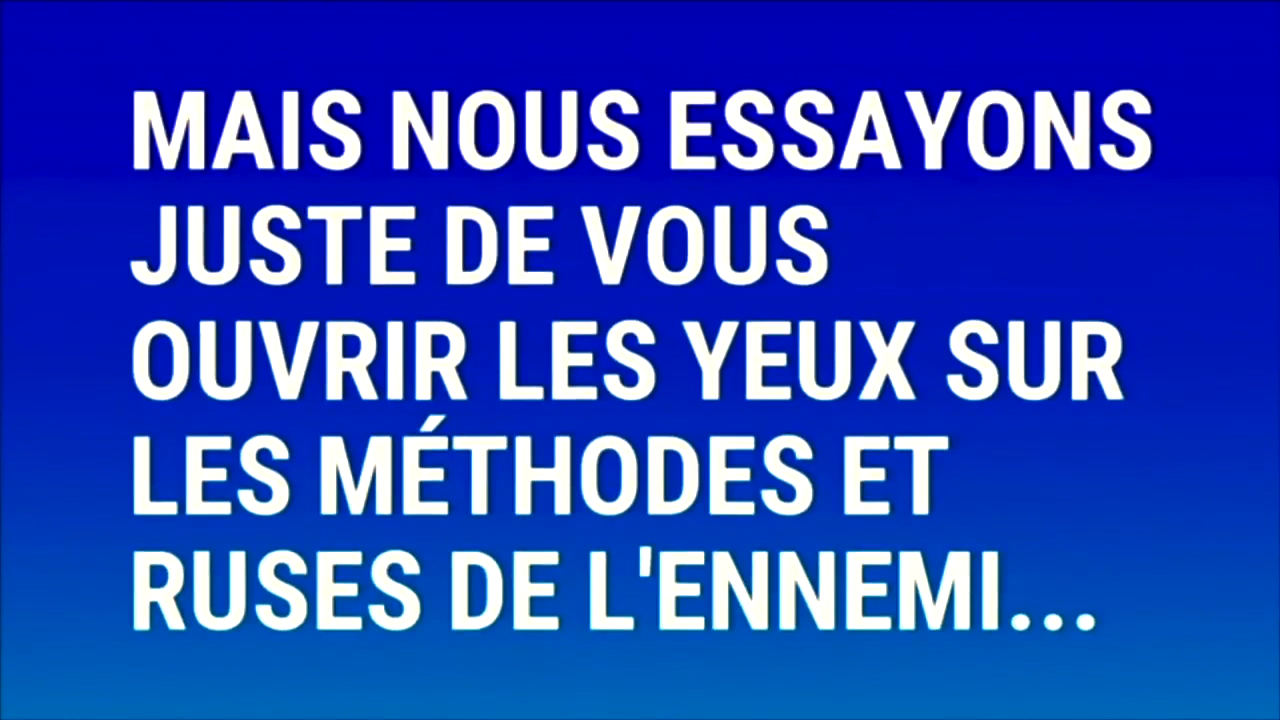 MAIS NOUS ESSAYONS
JUSTE DE VOUS
OUVRIR LES YEUX SUR
LES MÉTHODES ET
RUSES DE L'ENNEMI...